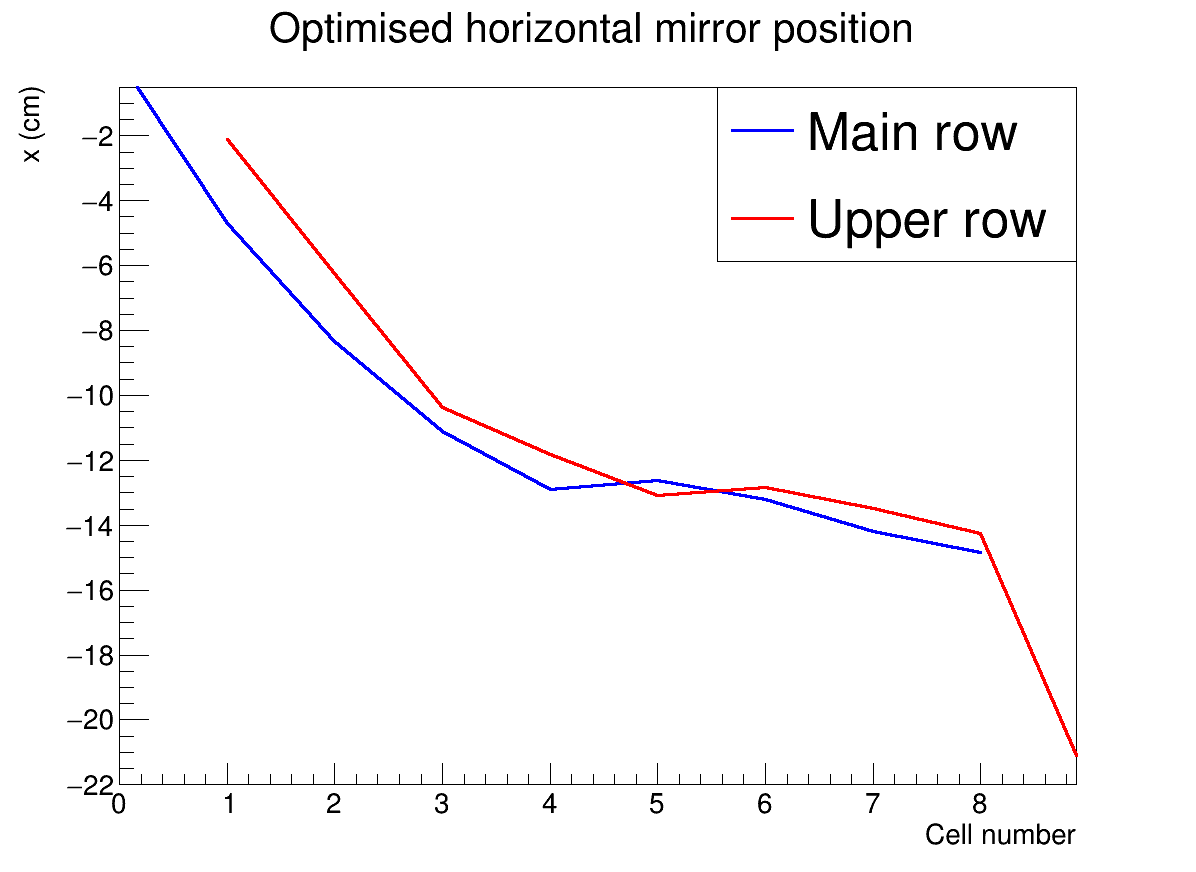 Optimised horizontal mirror position
x (cm)
Main row
Upper row
−2
−4
−6
−8
−10
−12
−14
−16
−18
−20
−22
0 1 2 3 4 5 6 7 8
Cell number